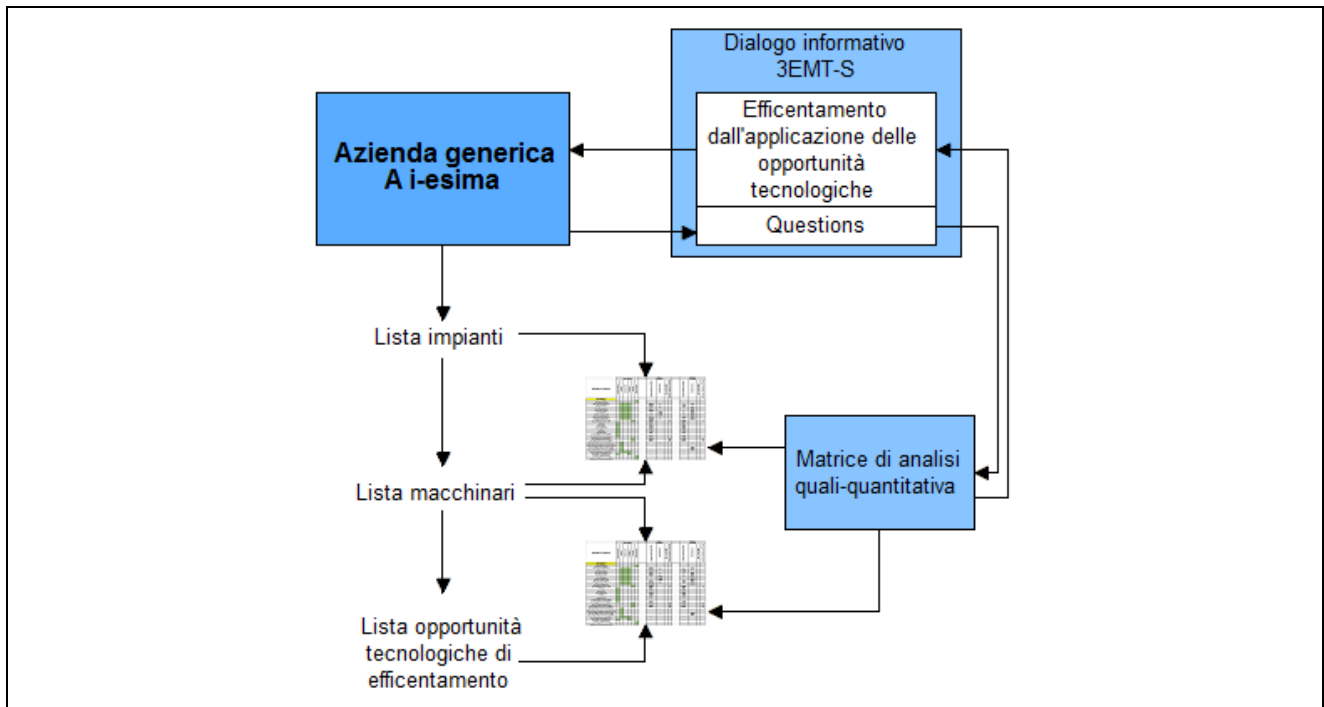 Dialogo informativo
3EMT-S
Efficentamento
dall'applicazione delle
opportunità
tecnologiche
Questions
Azienda generica
A i-esima
Lista impianti
Lista macchinari
Matrice di analisi
quali-quantitativa
Lista opportunità
tecnologiche di
efficentamento